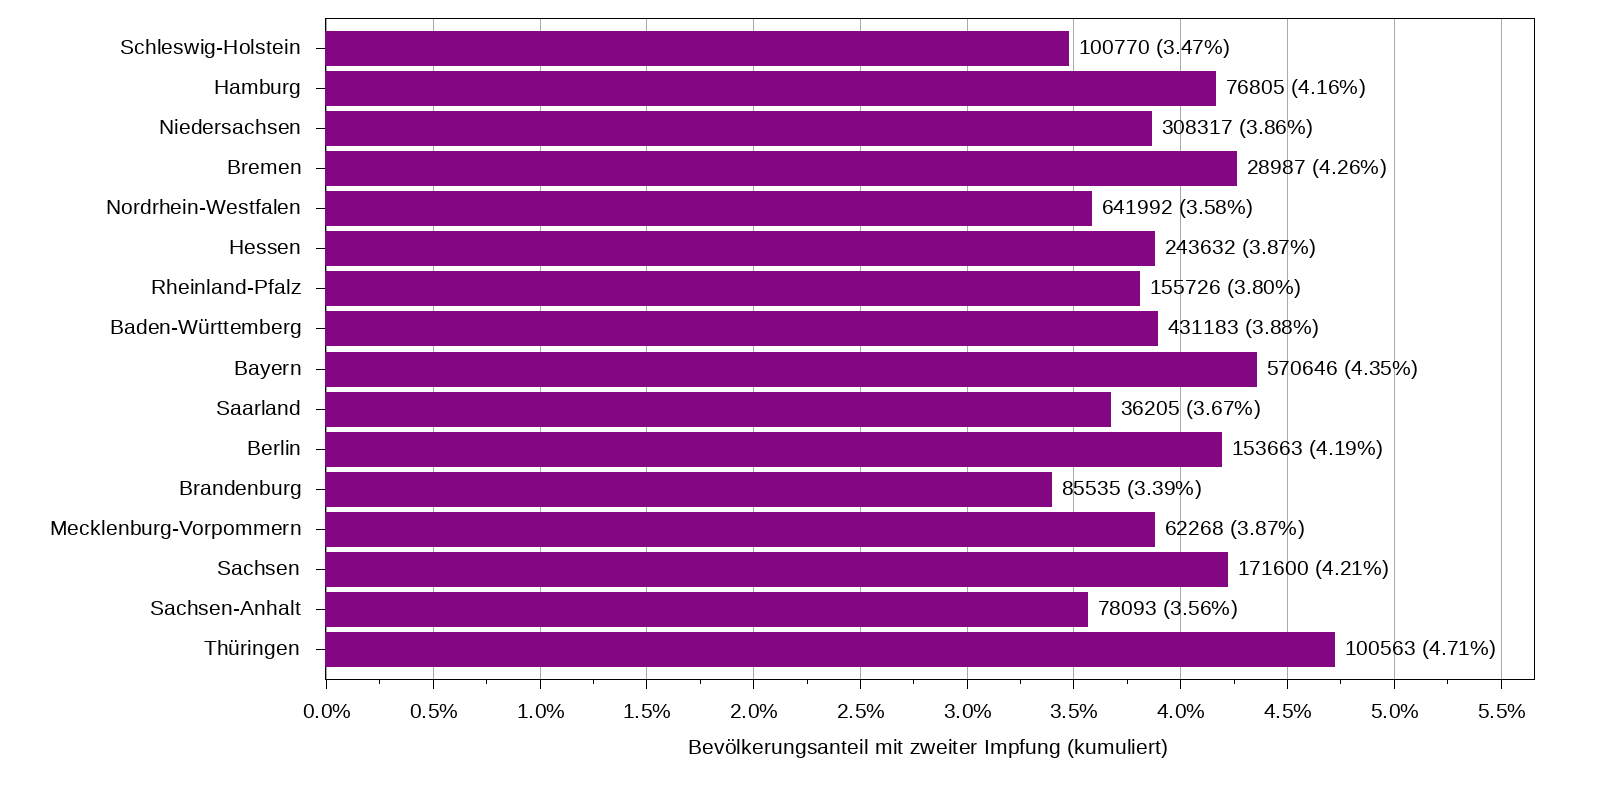 Schleswig-Holstein 100770 (3.47%)
Hamburg 76805 (4.16%)
Niedersachsen 308317 (3.86%)
Bremen 28987 (4.26%)
Nordrhein-Westfalen 641992 (3.58%)
Hessen 243632 (3.87%)
Rheinland-Pfalz 155726 (3.80%)
Baden-Württemberg 431183 (3.88%)
Bayern 570646 (4.35%)
Saarland 36205 (3.67%)
Berlin 153663 (4.19%)
Brandenburg 85535 (3.39%)
Mecklenburg-Vorpommern 62268 (3.87%)
Sachsen 171600 (4.21%)
Sachsen-Anhalt 78093 (3.56%)
Thüringen 100563 (4.71%)
0.0% 0.5% 1.0% 1.5% 2.0% 2.5% 3.0% 3.5% 4.0% 4.5% 5.0% 5.5%
Bevölkerungsanteil mit zweiter Impfung (kumuliert)